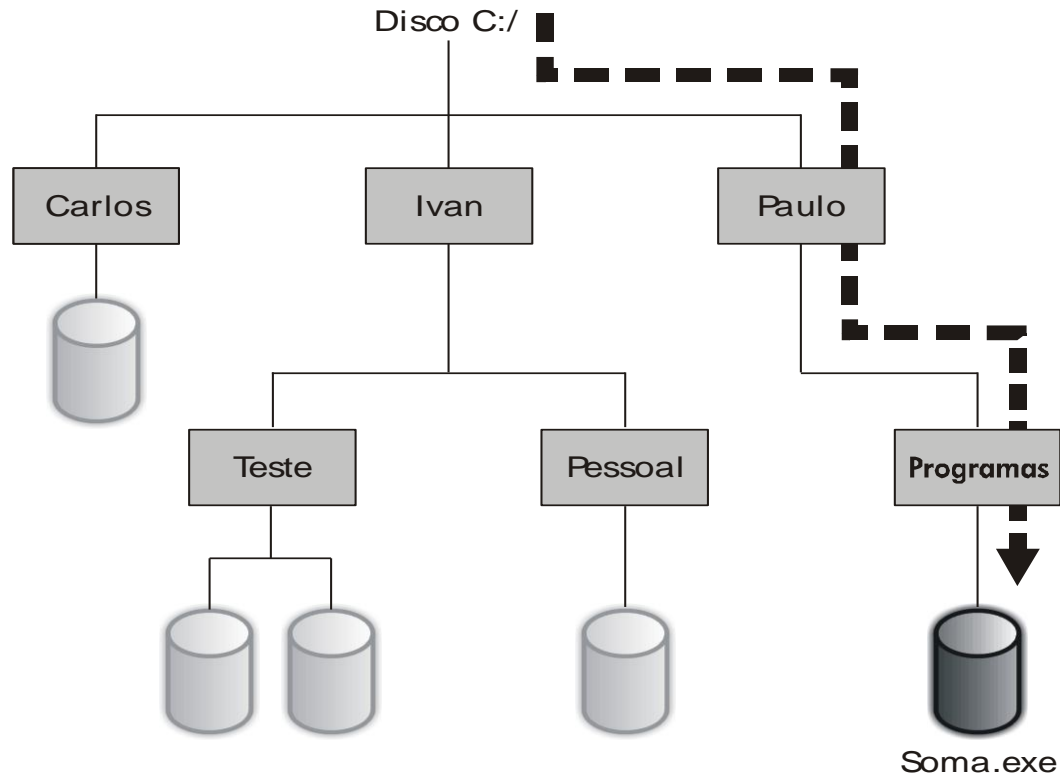 Disco C:/
Carlos
Ivan
Paulo
Teste
Pessoal
Programas
Soma.exe